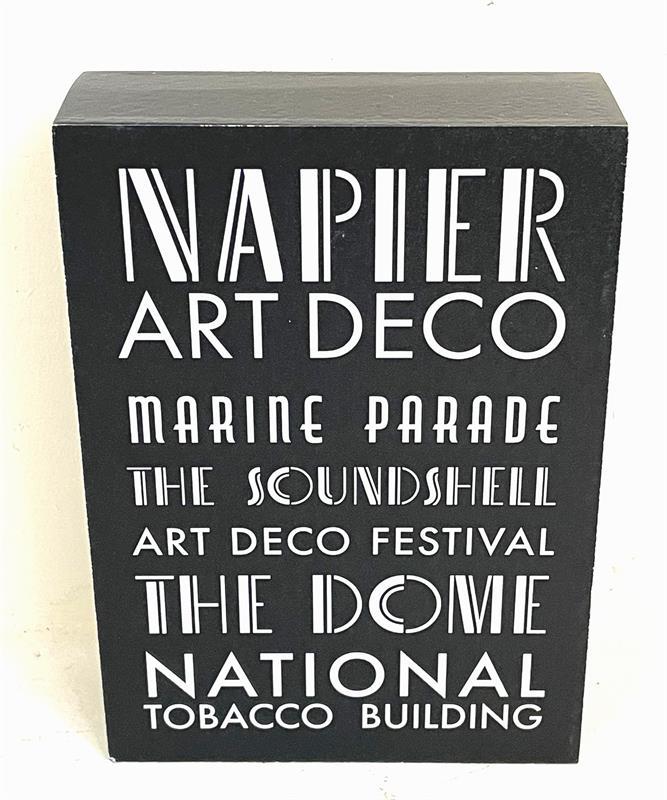 NAPIER
ART DECO
MARINE PARADE
THE SOUNDSHELL
ART DECO FESTIVAL
THE DOME
NATIONAL
TOBACCO BUILDING